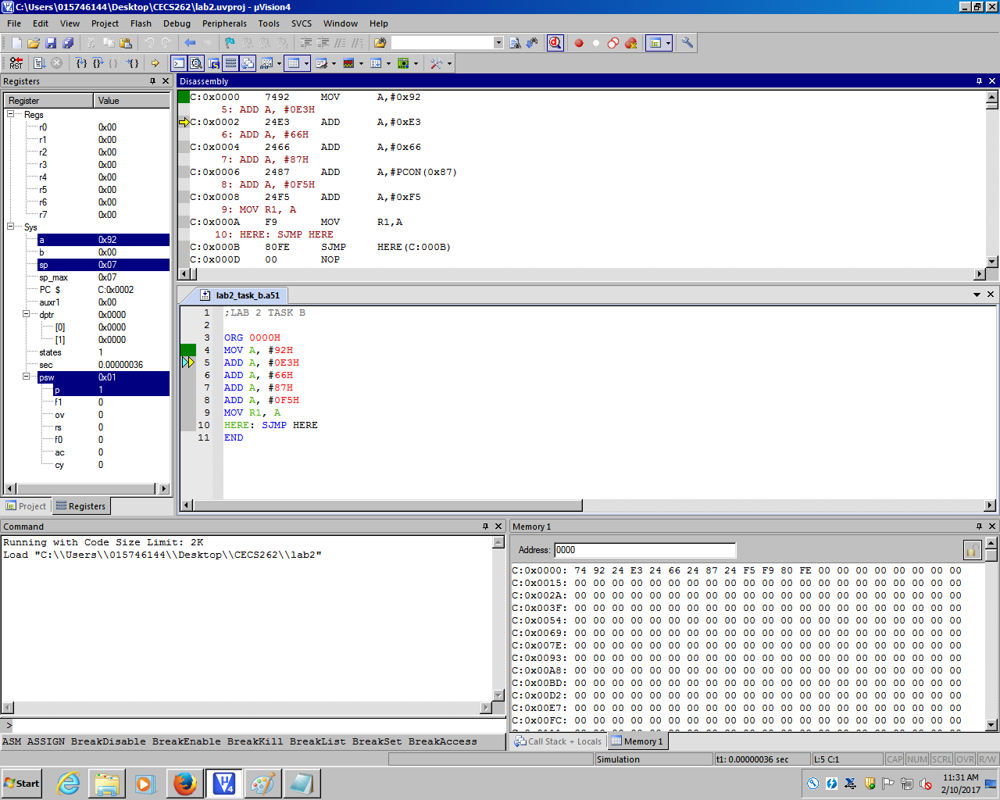 C:\Users\015746144\Desktop\CECS262\lab2.uvproj - µVision4
File Edit View Project Flash Debug Peripherals Tools SVCS Window Help
RST
Registers
Register Value
Regs
r0 0x00
r1 0x00
r2 0x00
r3 0x00
r4 0x00
r5 0x00
r6 0x00
r7 0x00
Sys
a 0x92
b 0x00
sp 0x07
sp_max 0x07
PC $ C:0x0002
auxr1 0x00
dptr 0x0000
[0] 0x0000
[1] 0x0000
states 1
sec 0.00000036
psw 0x01
p 1
f1 0
ov 0
rs 0
f0 0
ac 0
cy 0
Project Registers
Disassembly
C:0x0000 7492 MOV A,#0x92
5: ADD A, #0E3H
C:0x0002 24E3 ADD A,#0xE3
6: ADD A, #66H
C:0x0004 2466 ADD A,#0x66
7: ADD A, #87H
C:0x0006 2487 ADD A,#PCON(0x87)
8: ADD A, #0F5H
C:0x0008 24F5 ADD A,#0xF5
9: MOV R1, A
C:0x000A F9 MOV R1,A
10: HERE: SJMP HERE
C:0x000B 80FE SJMP HERE(C:000B)
C:0x000D 00 NOP
lab2_task_b.a51
1 ;LAB 2 TASK B
2
3 ORG 0000H
4 MOV A, #92H
5 ADD A, #0E3H
6 ADD A, #66H
7 ADD A, #87H
8 ADD A, #0F5H
9 MOV R1, A
10 HERE: SJMP HERE
11 END
Command
Running with Code Size Limit: 2K
Load "C:\\Users\\015746144\\Desktop\\CECS262\\lab2"
>
ASM ASSIGN BreakDisable BreakEnable BreakKill BreakList BreakSet BreakAccess
Memory 1
Address: 0000
C:0x0000: 74 92 24 E3 24 66 24 87 24 F5 F9 80 FE 00 00 00 00 00 00 00 00
C:0x0015: 00 00 00 00 00 00 00 00 00 00 00 00 00 00 00 00 00 00 00 00 00
C:0x002A: 00 00 00 00 00 00 00 00 00 00 00 00 00 00 00 00 00 00 00 00 00
C:0x003F: 00 00 00 00 00 00 00 00 00 00 00 00 00 00 00 00 00 00 00 00 00
C:0x0054: 00 00 00 00 00 00 00 00 00 00 00 00 00 00 00 00 00 00 00 00 00
C:0x0069: 00 00 00 00 00 00 00 00 00 00 00 00 00 00 00 00 00 00 00 00 00
C:0x007E: 00 00 00 00 00 00 00 00 00 00 00 00 00 00 00 00 00 00 00 00 00
C:0x0093: 00 00 00 00 00 00 00 00 00 00 00 00 00 00 00 00 00 00 00 00 00
C:0x00A8: 00 00 00 00 00 00 00 00 00 00 00 00 00 00 00 00 00 00 00 00 00
C:0x00BD: 00 00 00 00 00 00 00 00 00 00 00 00 00 00 00 00 00 00 00 00 00
C:0x00D2: 00 00 00 00 00 00 00 00 00 00 00 00 00 00 00 00 00 00 00 00 00
C:0x00E7: 00 00 00 00 00 00 00 00 00 00 00 00 00 00 00 00 00 00 00 00 00
C:0x00FC: 00 00 00 00 00 00 00 00 00 00 00 00 00 00 00 00 00 00 00 00 00
Call Stack + Locals Memory 1
Simulation t1: 0.00000036 sec L:5 C:1 CAP NUM SCRL OVR R/W
Start
11:31 AM
2/10/2017